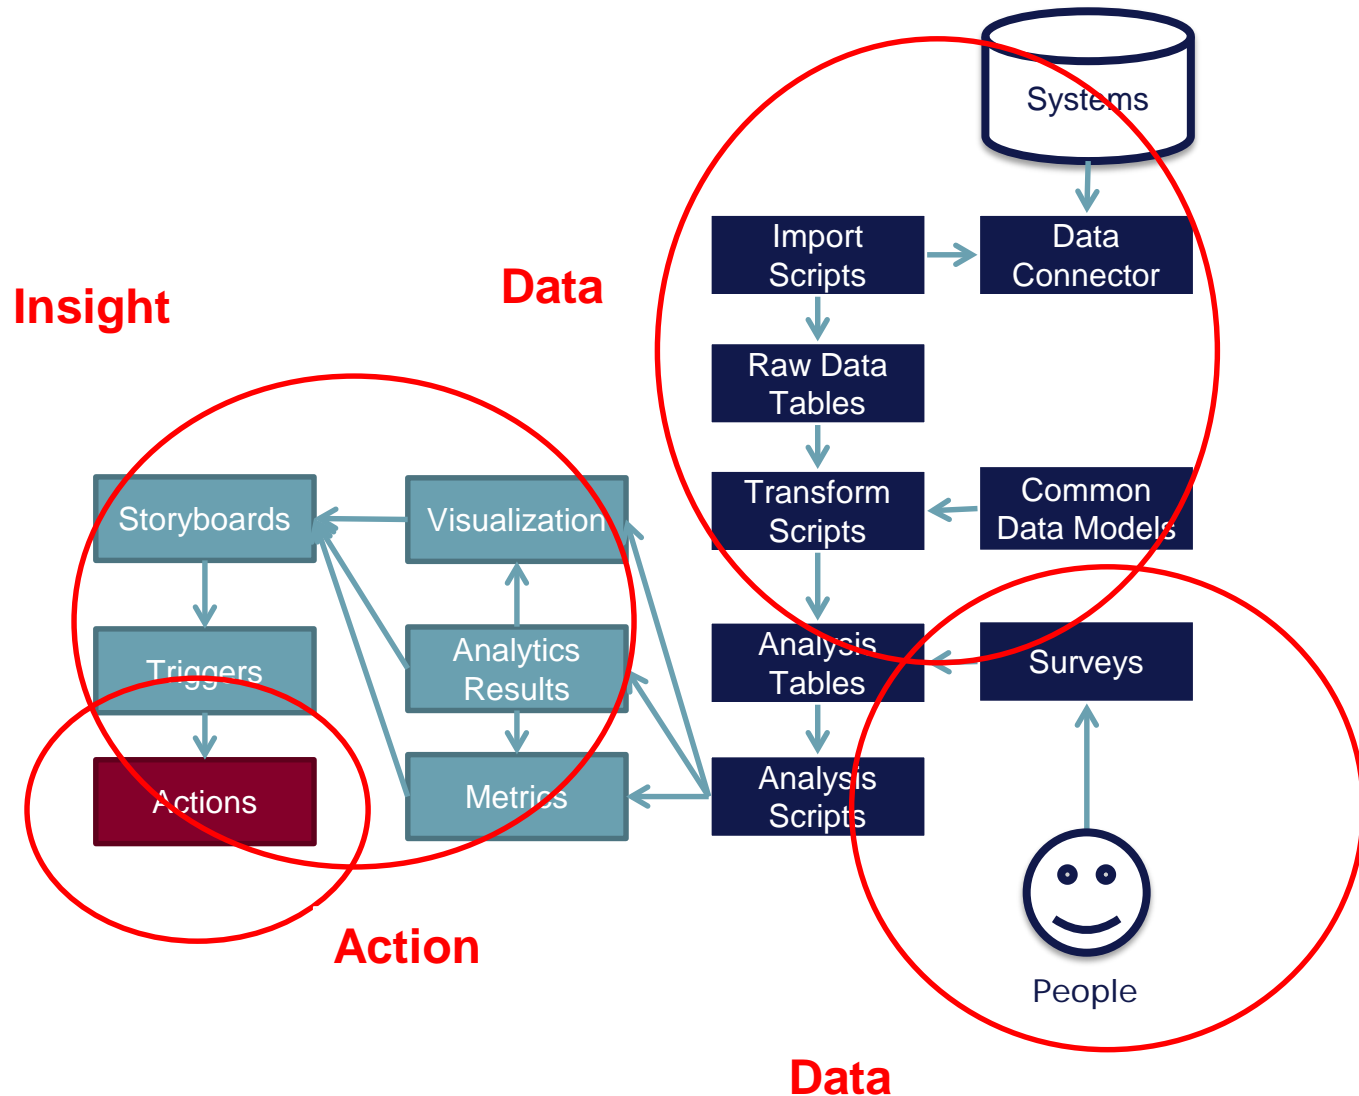 Systems
Import
Scripts
Data
Connector
Insight
Data
Raw Data
Tables
Storyboards
Visualization
Transform
Scripts
Common
Data Models
Triggers
Analytics
Results
Analysis
Tables
Surveys
Actions
Metrics
Analysis
Scripts
Action
People
Data